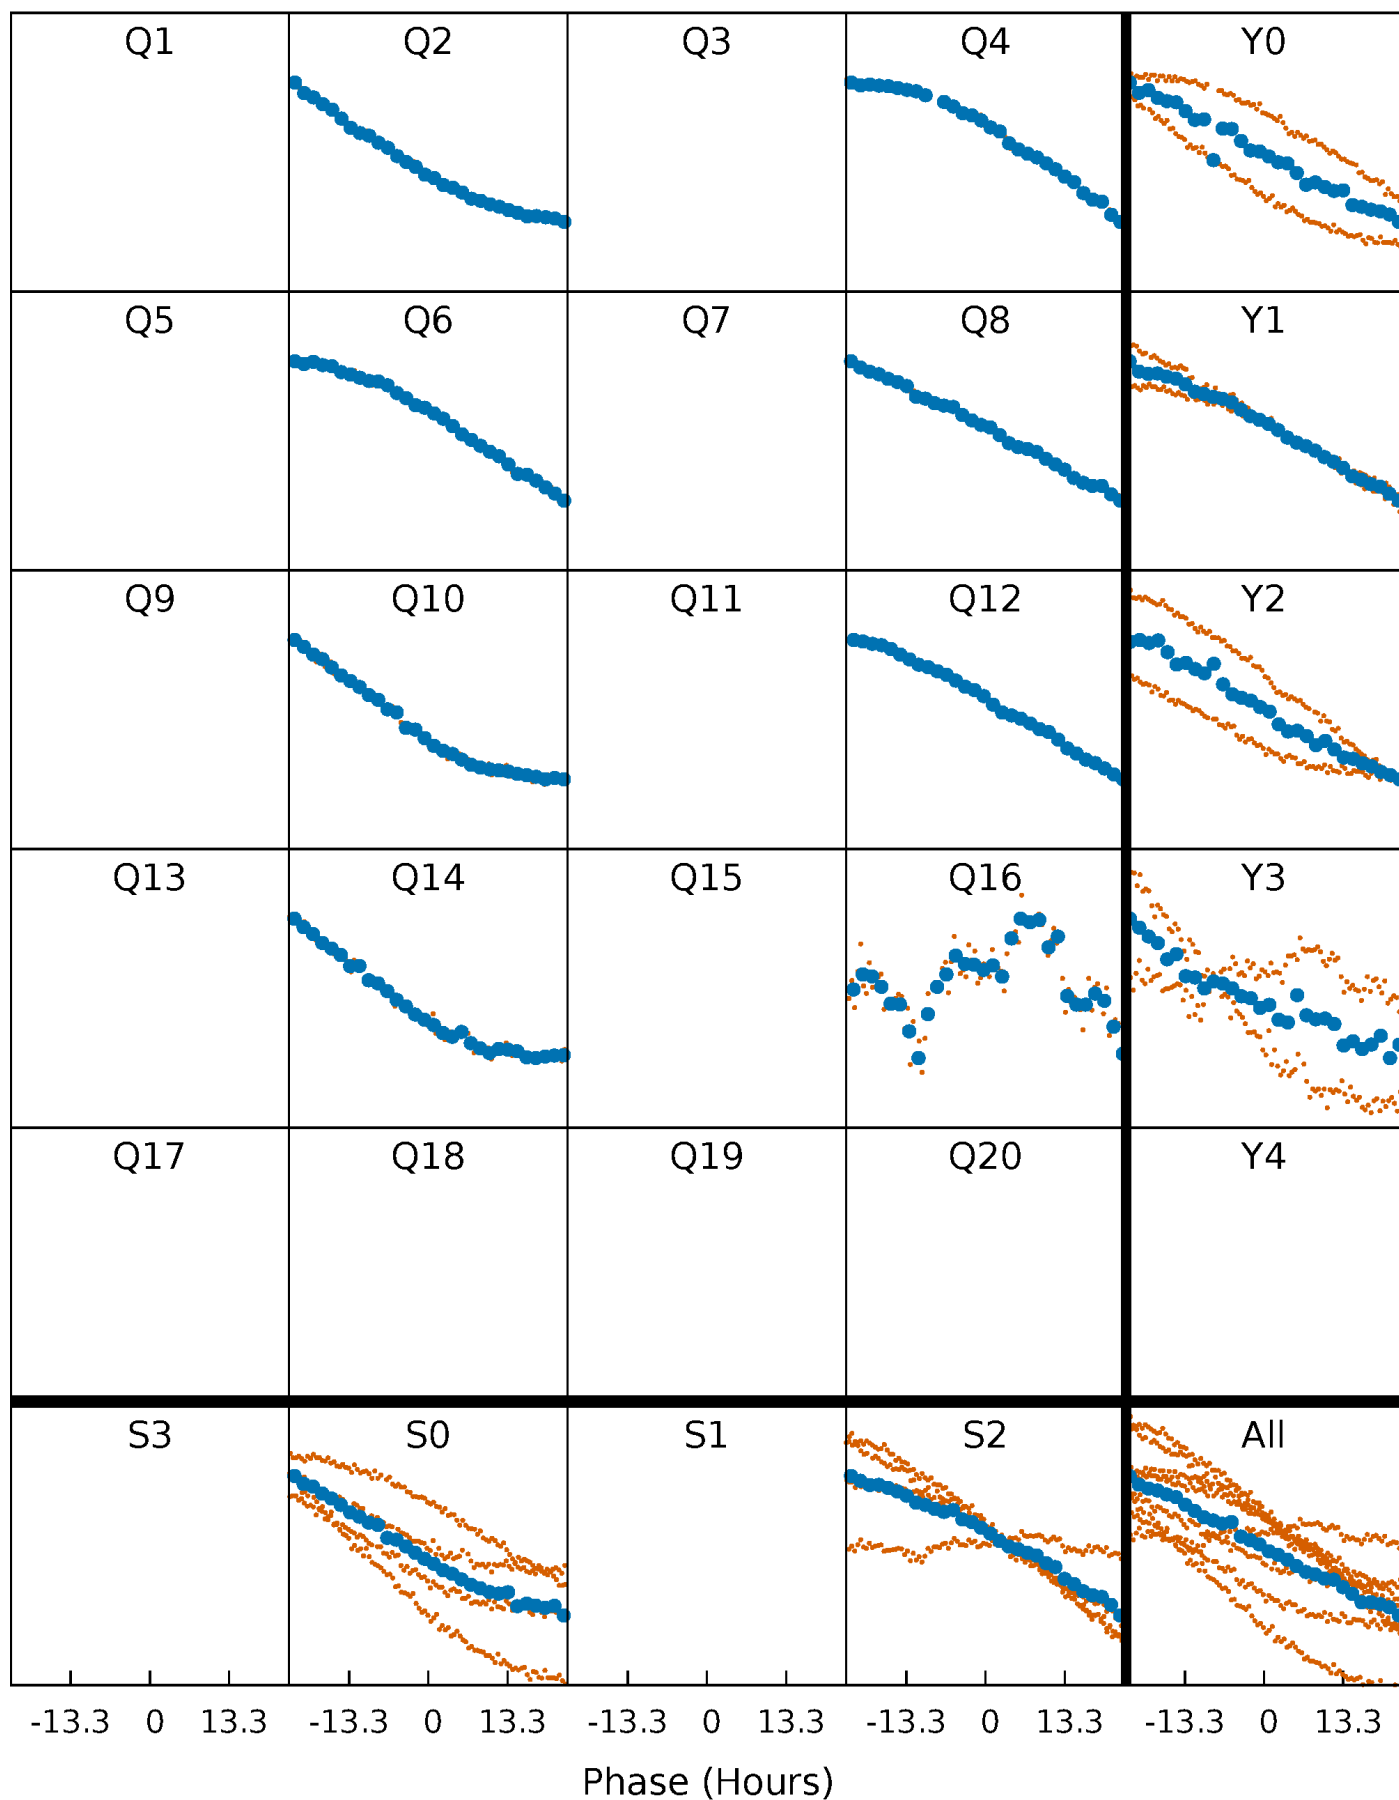 Q1 Q2 Q3 Q4 Y0
Q5 Q6 Q7 Q8 Y1
Q9 Q10 Q11 Q12 Y2
Q13 Q14 Q15 Q16 Y3
Q17 Q18 Q19 Q20 Y4
S3 S0 S1 S2 All
-13.3 0 13.3 -13.3 0 13.3 -13.3 0 13.3 -13.3 0 13.3 -13.3 0 13.3
Phase (Hours)